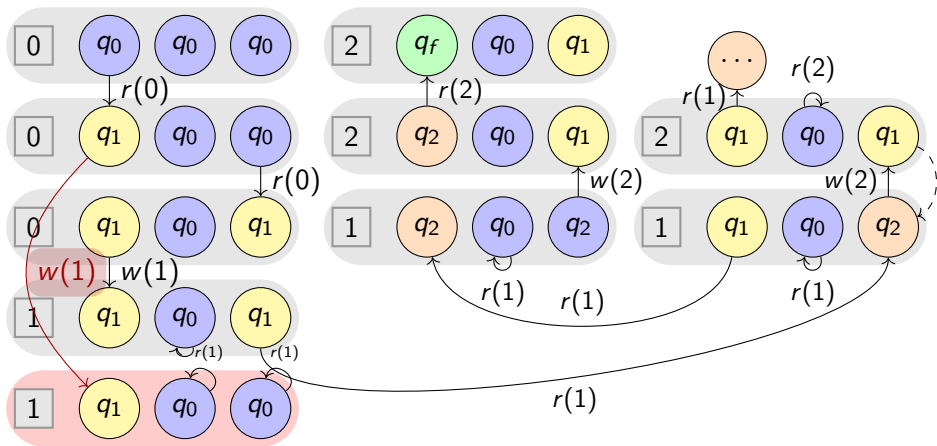 0 q0 q0 q0
r(0)
0 q1 q0 q0
r(0)
0 q1 q0 q1
w(1) w(1)
1 q1 q0 q1
r(1) r(1)
1 q1 q0 q0
2 qf q0 q1
r(2)
2 q2 q0 q1
w(2)
1 q2 q0 q2
r(1) r(1)
...
r(1) r(2)
2 q1 q0 q1
w(2)
1 q1 q0 q2
r(1)
r(1)